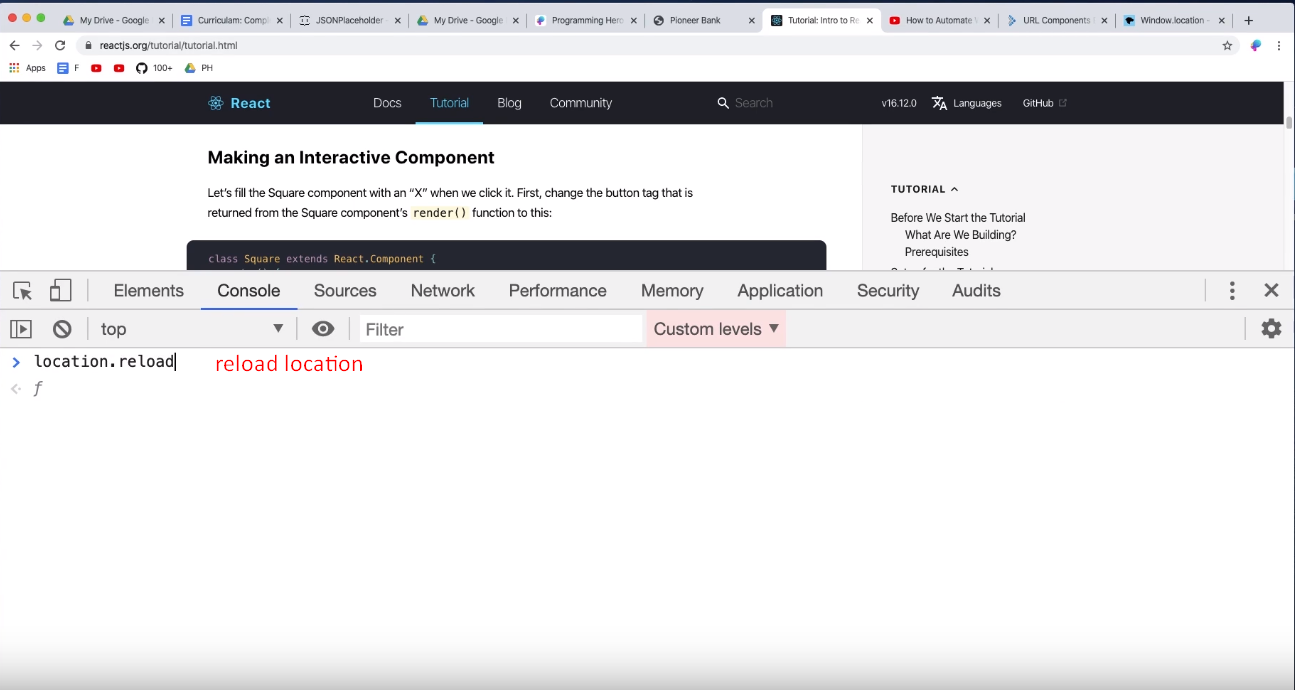 My Drive - Google
Curriculam: Compl
JSONPlaceholder -
My Drive - Google
Programming Hero
Pioneer Bank
Tutorial: Intro to Re
How to Automate
URL Components
Window.location -
reactjs.org/tutorial/tutorial.html
Apps F 100+ PH
React Docs Tutorial Blog Community Search v16.12.0 Languages GitHub
Making an Interactive Component
Let's fill the Square component with an “X” when we click it. First, change the button tag that is
returned from the Square component's render() function to this:
class Square extends React.Component {
TUTORIAL
Before We Start the Tutorial
What Are We Building?
Prerequisites
Elements Console Sources Network Performance Memory Application Security Audits
top Filter Custom levels ▼
> location.reload reload location
f